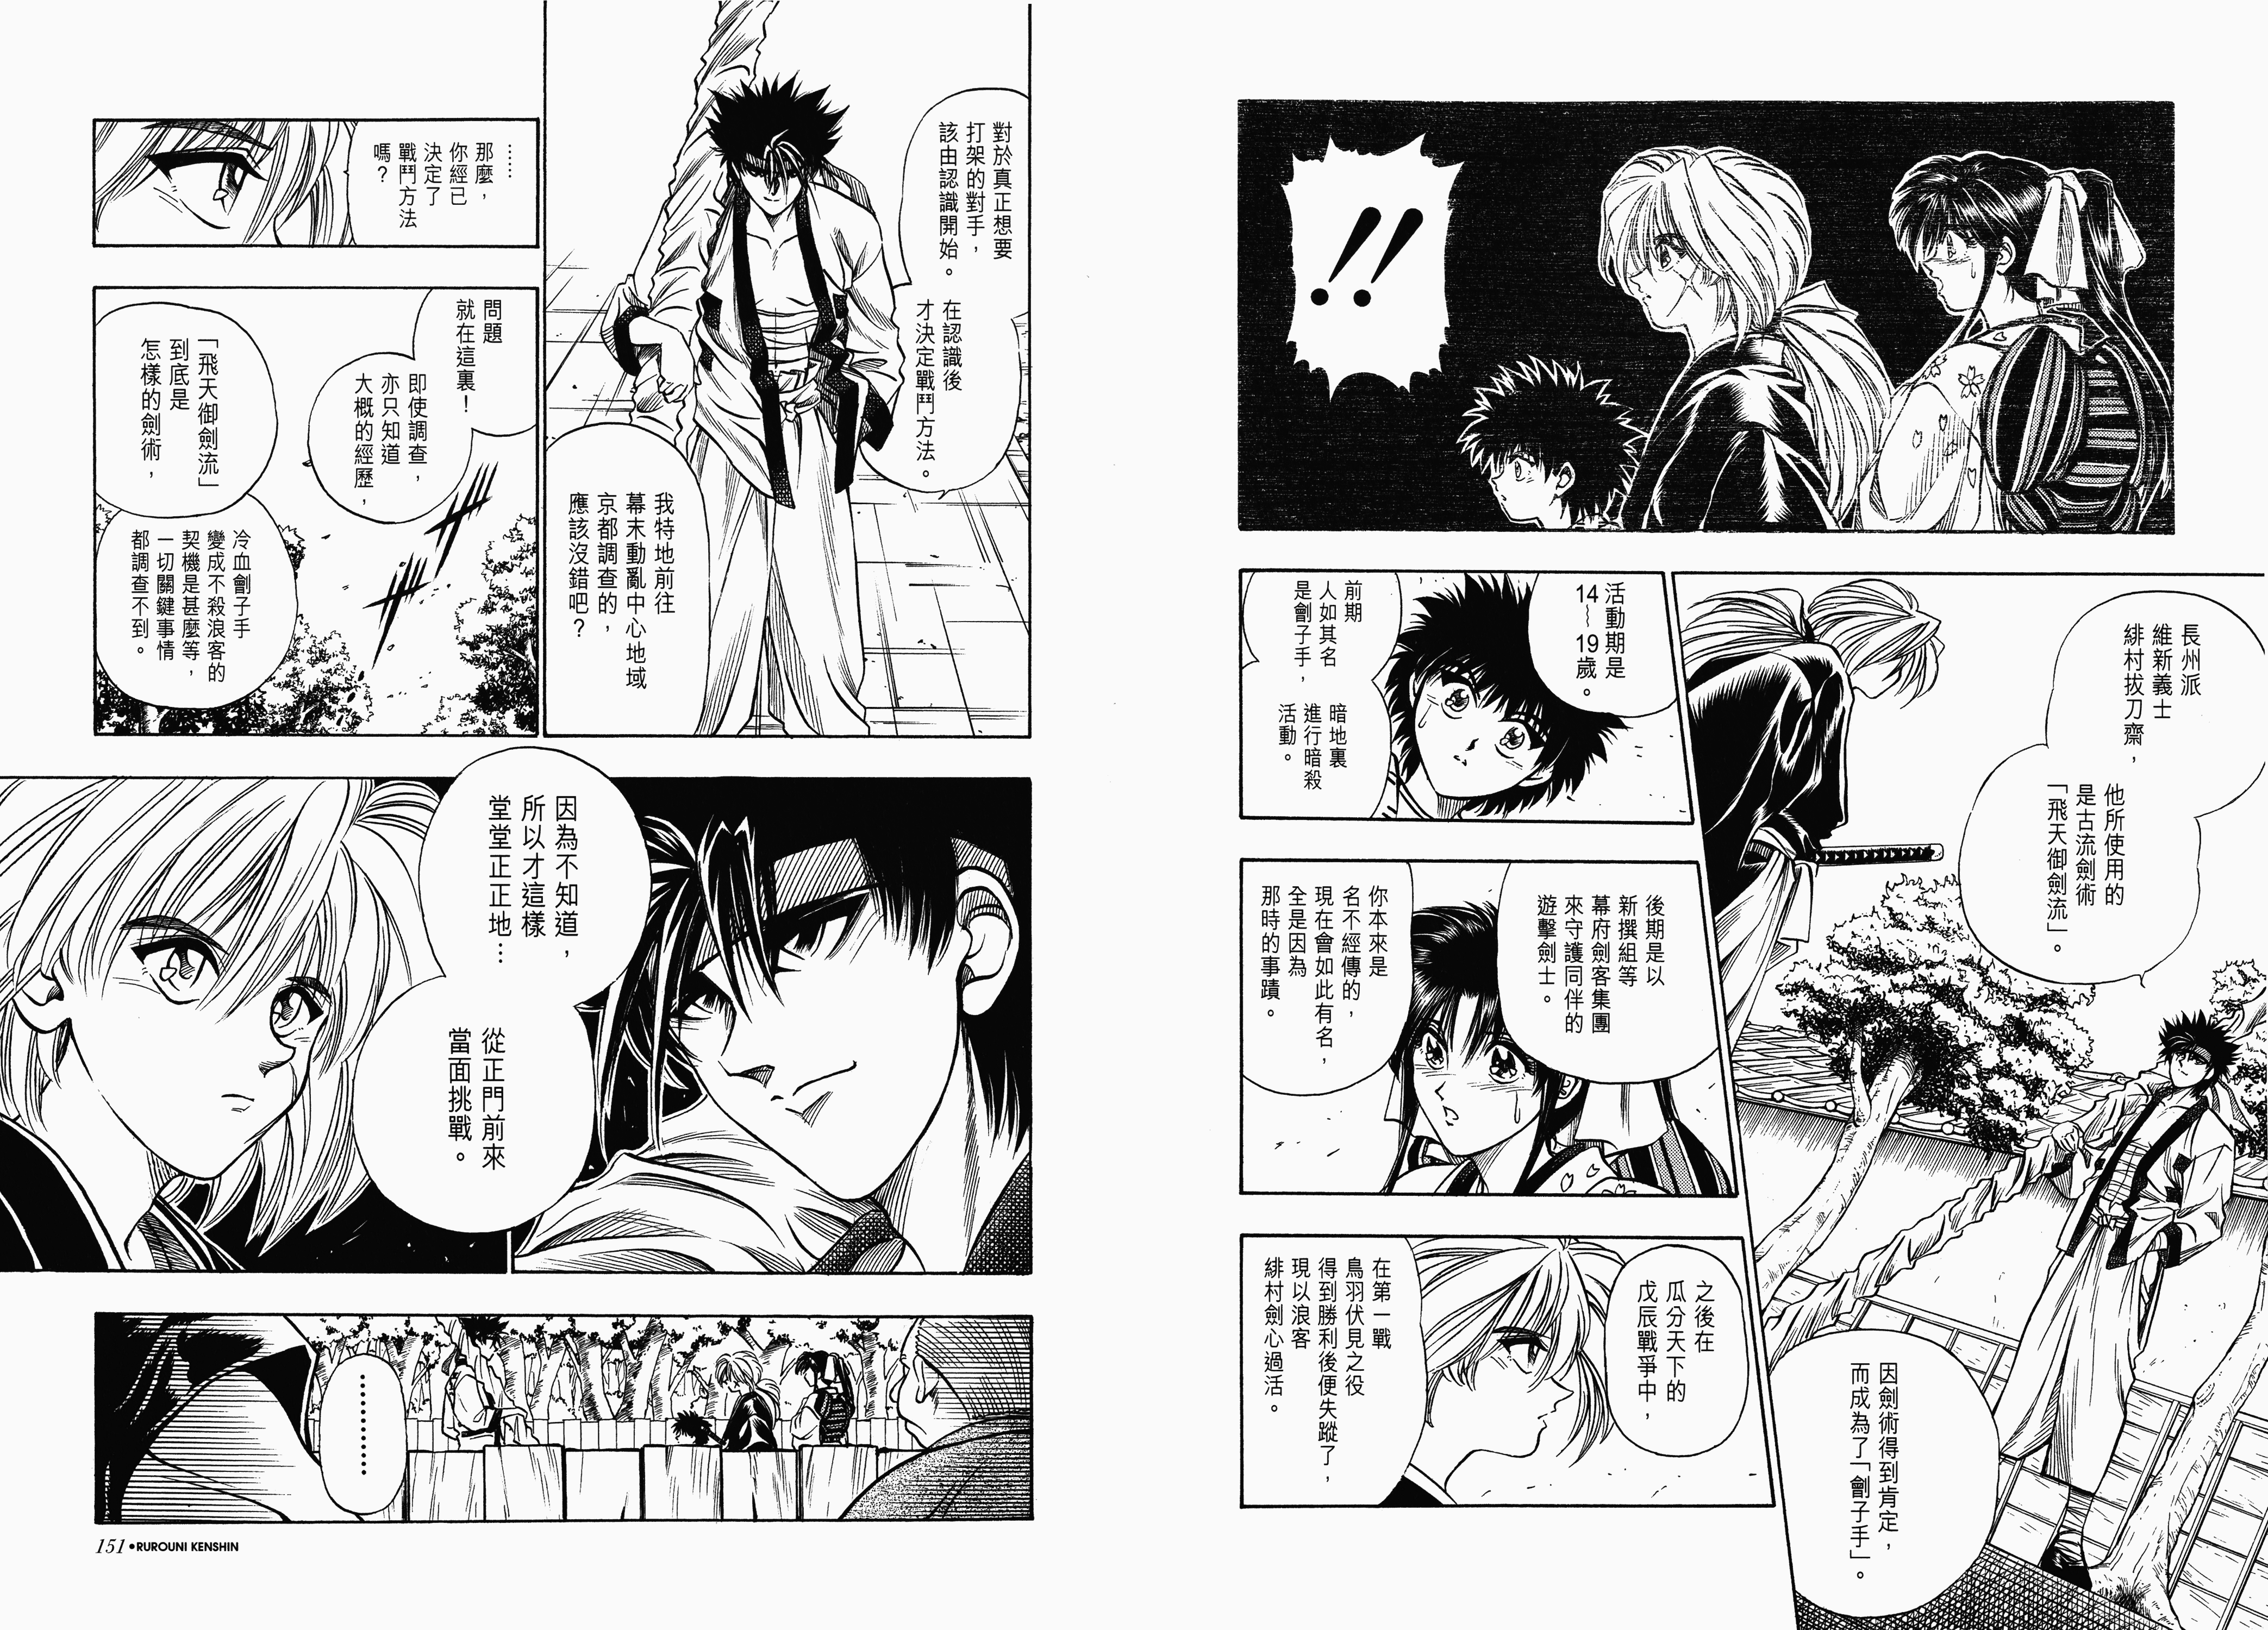 !!
長州派
維新義士
緋村拔刀齋，
他所使用的
是古流劍術
「飛天御劍流」。
因劍術得到肯定，
而成為了「劊子手」。
活動期是
14～19歲。
前期
人如其名
是劊子手，
暗地裏
進行暗殺
活動。
後期是以
新撰組等
幕府劍客集團
來守護同伴的
遊擊劍士。
你本來是
名不經傳的，
現在會如此有名，
全是因為
那時的事蹟。
之後在
瓜分天下的
戊辰戰爭中，
在第一戰
鳥羽伏見之役
得到勝利後便失蹤了，
現以浪客
緋村劍心過活。
對於真正想要
打架的對手，
該由認識開始。
在認識後
才決定戰鬥方法。
我特地前往
幕末動亂中心地域
京都調查的，
應該沒錯吧？
……
那麼，
你經已
決定了
戰鬥方法
嗎？
問題
就在這裏！
即使調查，
亦只知道
大概的經歷，
「飛天御劍流」
到底是
怎樣的劍術，
冷血劊子手
變成不殺浪客的
契機是甚麼等，
一切關鍵事情
都調查不到。
因為不知道，
所以才這樣
堂堂正正地…
從正門前來
當面挑戰。
…………
151•RUROUNI KENSHIN